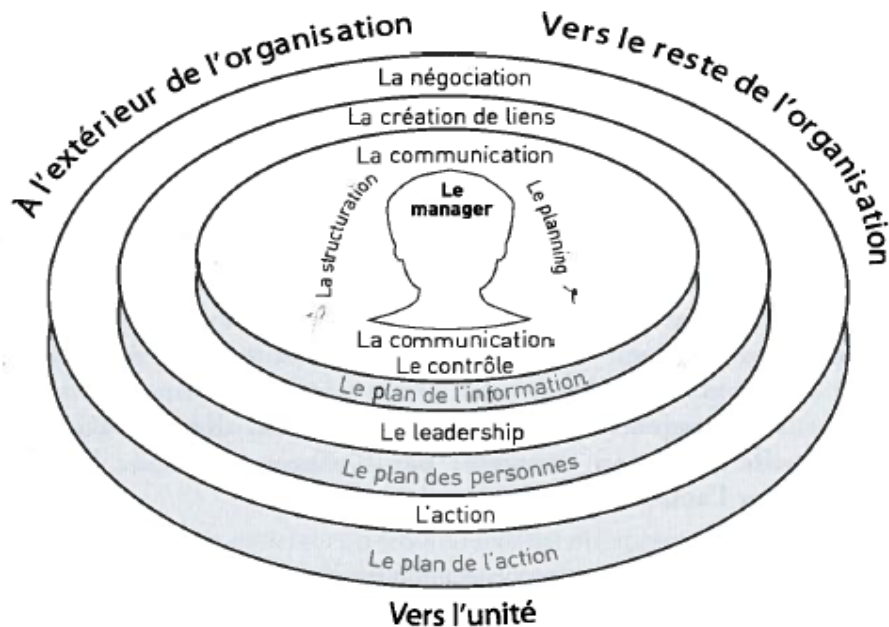 À l'extérieur de l'organisation
Vers le reste de l'organisation
La négociation
La création de liens
La communication
Le
manager
La structuration
Le planning
La communication
Le contrôle
Le plan de l'information
Le leadership
Le plan des personnes
L'action
Le plan de l'action
Vers l'unité